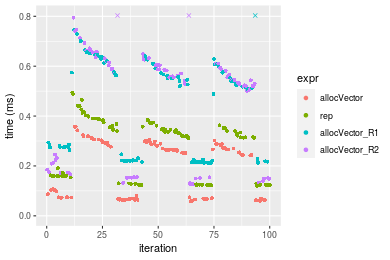 0.8
0.6
0.4
0.2
0.0
time (ms)
0
25
50
75
100
iteration
expr
allocVector
rep
allocVector_R1
allocVector_R2